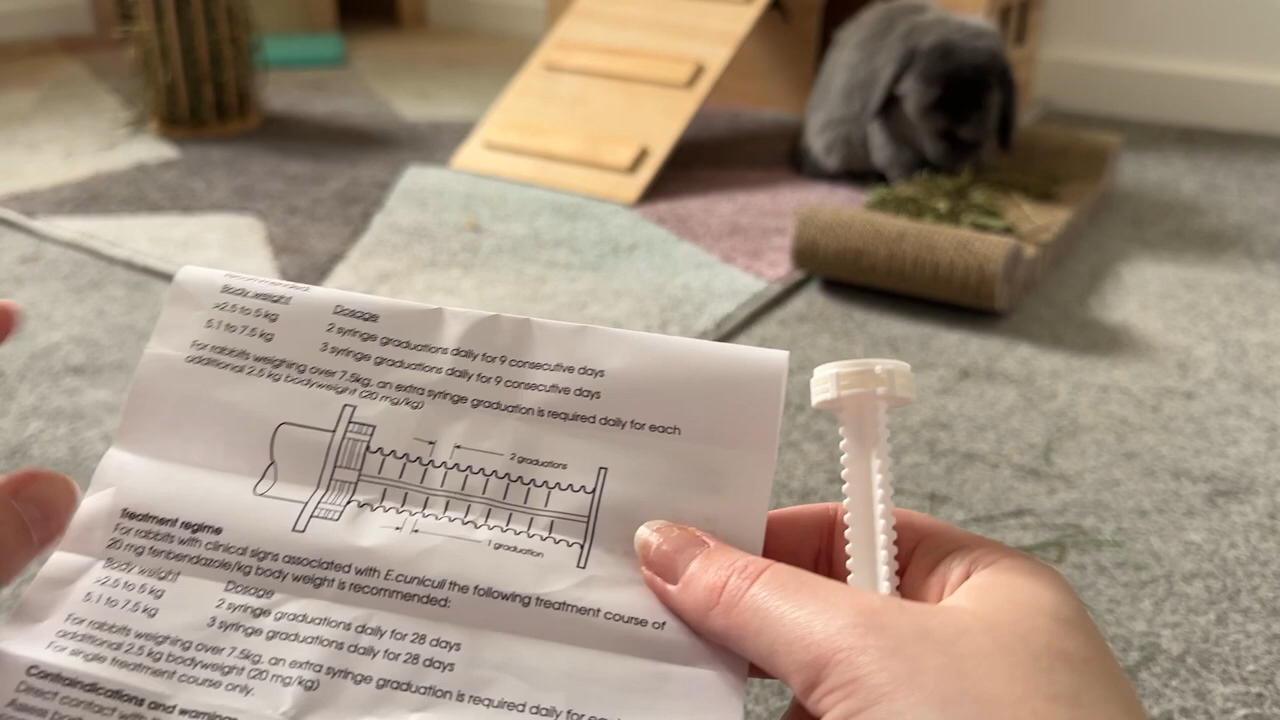 Body weight Dosage
>2.5 to 5 kg 2 syringe graduations daily for 9 consecutive days
5.1 to 7.5 kg 3 syringe graduations daily for 9 consecutive days
For rabbits weighing over 7.5kg, an extra syringe graduation is required daily for each
additional 2.5 kg bodyweight (20 mg/kg)
2 graduations
1 graduation
Treatment regime
For rabbits with clinical signs associated with E.cuniculi the following treatment course of
20 mg fenbendazole/kg body weight is recommended:
Body weight Dosage
>2.5 to 5 kg 2 syringe graduations daily for 28 days
5.1 to 7.5 kg 3 syringe graduations daily for 28 days
For rabbits weighing over 7.5kg, an extra syringe graduation is required daily for
additional 2.5 kg bodyweight (20 mg/kg)
For single treatment course only.
Contraindications and
Direct contact